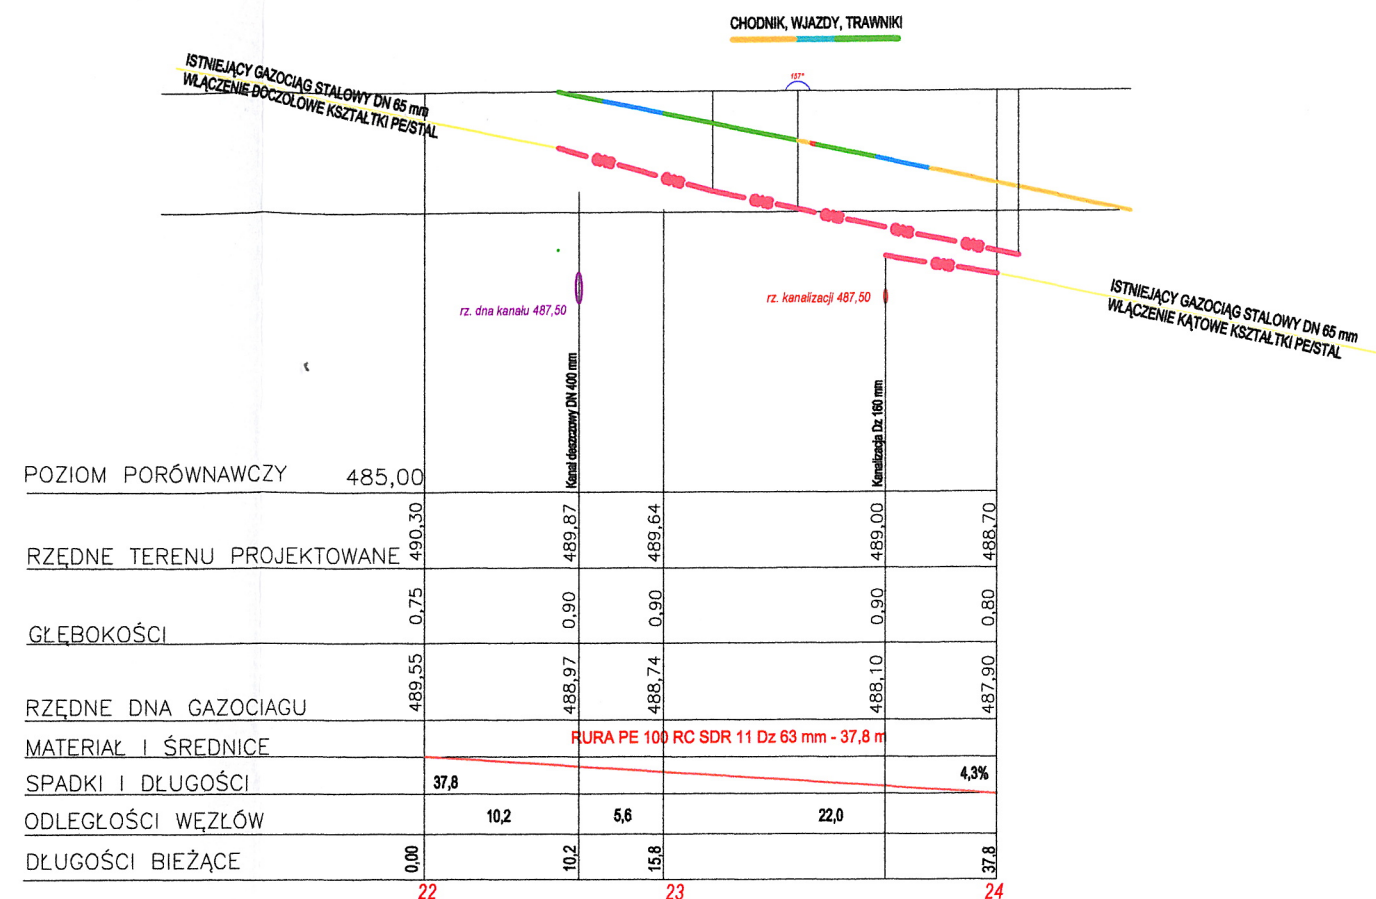 CHODNIK, WJAZDY, TRAWNIKI
ISTNIEJĄCY GAZOCIĄG STALOWY DN 65 mm
WŁĄCZENIE DOCZOŁOWE KSZTAŁTKI PE/STAL
157°
rz. dna kanału 487,50
rz. kanalizacji 487,50
ISTNIEJĄCY GAZOCIĄG STALOWY DN 65 mm
WŁĄCZENIE KĄTOWE KSZTAŁTKI PE/STAL
Kanał deszczowy DN 400 mm
Kanalizacja Dz 160 mm
POZIOM PORÓWNAWCZY 485,00
RZĘDNE TERENU PROJEKTOWANE 490,30 489,87 489,64 489,00 488,70
GŁĘBOKOŚCI 0,75 0,90 0,90 0,90 0,80
RZĘDNE DNA GAZOCIAGU 489,55 488,97 488,74 488,10 487,90
MATERIAŁ I ŚREDNICE RURA PE 100 RC SDR 11 Dz 63 mm - 37,8 m
SPADKI I DŁUGOŚCI 37,8 4,3%
ODLEGŁOŚCI WĘZŁÓW 10,2 5,6 22,0
DŁUGOŚCI BIEŻĄCE 0,00 10,2 15,8 37.8
22 23 24